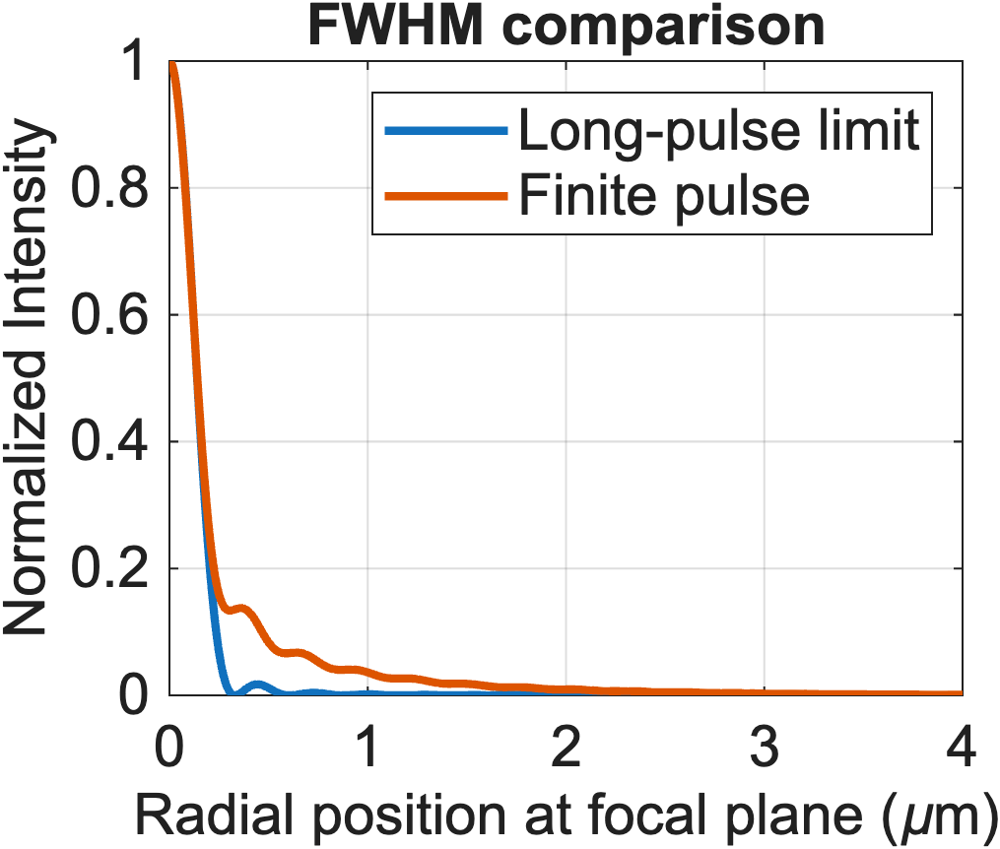 FWHM comparison
Normalized Intensity
1
0.8
0.6
0.4
0.2
0
Long-pulse limit
Finite pulse
0 1 2 3 4
Radial position at focal plane (μm)